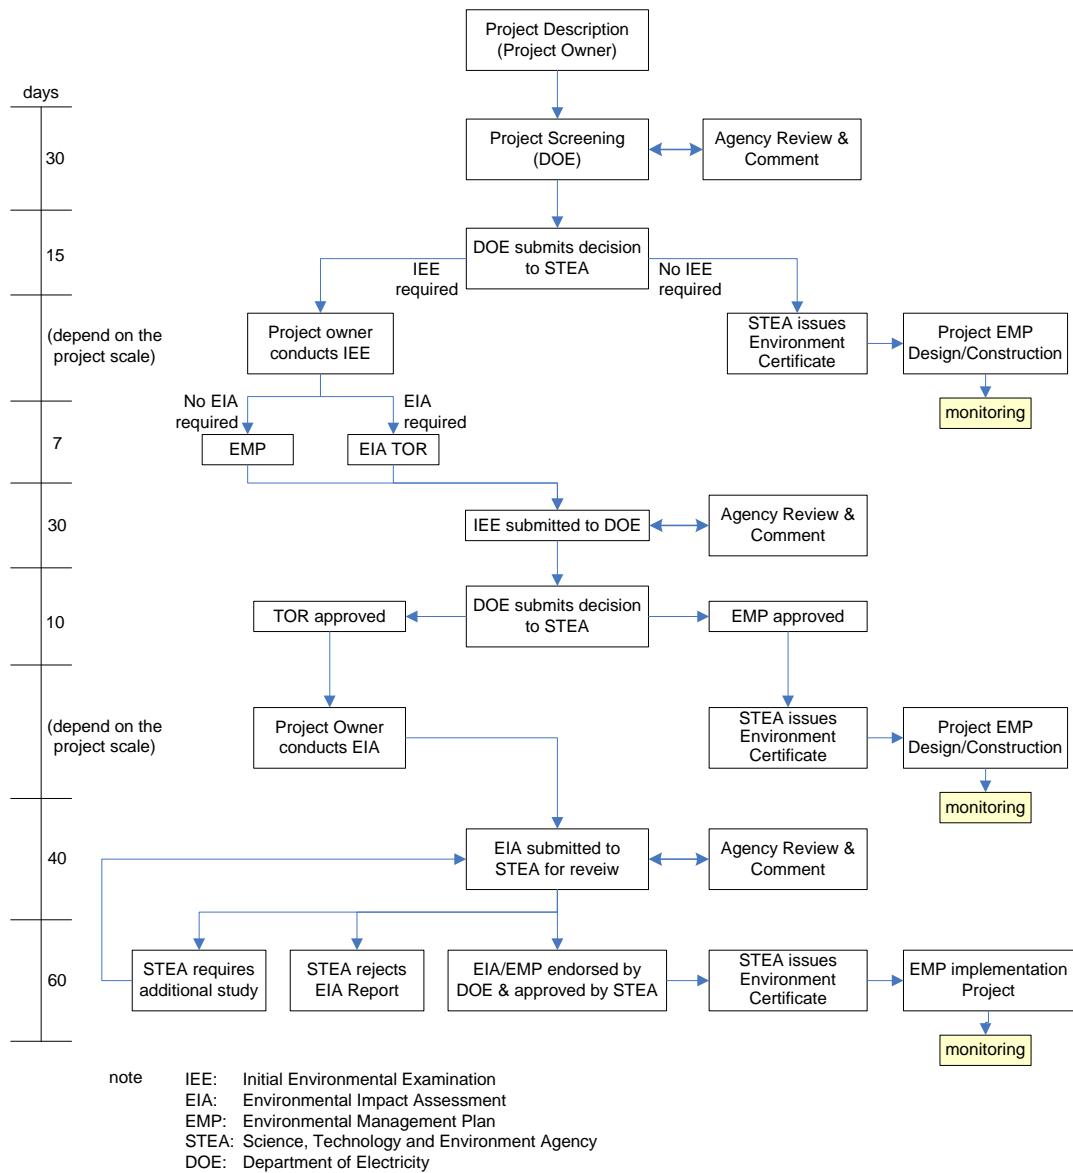 Project Description
(Project Owner)
days
30
Project Screening
(DOE)
Agency Review &
Comment
15
DOE submits decision
to STEA
IEE
required
No IEE
required
(depend on the
project scale)
Project owner
conducts IEE
STEA issues
Environment
Certificate
Project EMP
Design/Construction
monitoring
No EIA
required
EIA
required
7
EMP
EIA TOR
30
IEE submitted to DOE
Agency Review &
Comment
10
TOR approved
DOE submits decision
to STEA
EMP approved
(depend on the
project scale)
Project Owner
conducts EIA
STEA issues
Environment
Certificate
Project EMP
Design/Construction
monitoring
40
EIA submitted to
STEA for reveiw
Agency Review &
Comment
60
STEA requires
additional study
STEA rejects
EIA Report
EIA/EMP endorsed by
DOE & approved by STEA
STEA issues
Environment
Certificate
EMP implementation
Project
monitoring
note
IEE: Initial Environmental Examination
EIA: Environmental Impact Assessment
EMP: Environmental Management Plan
STEA: Science, Technology and Environment Agency
DOE: Department of Electricity